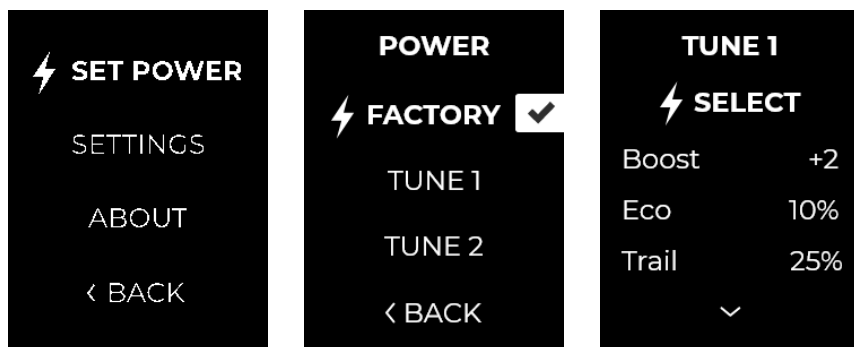 SET POWER
SETTINGS
ABOUT
‹ BACK
POWER
FACTORY
TUNE 1
TUNE 2
‹ BACK
TUNE 1
SELECT
Boost +2
Eco 10%
Trail 25%